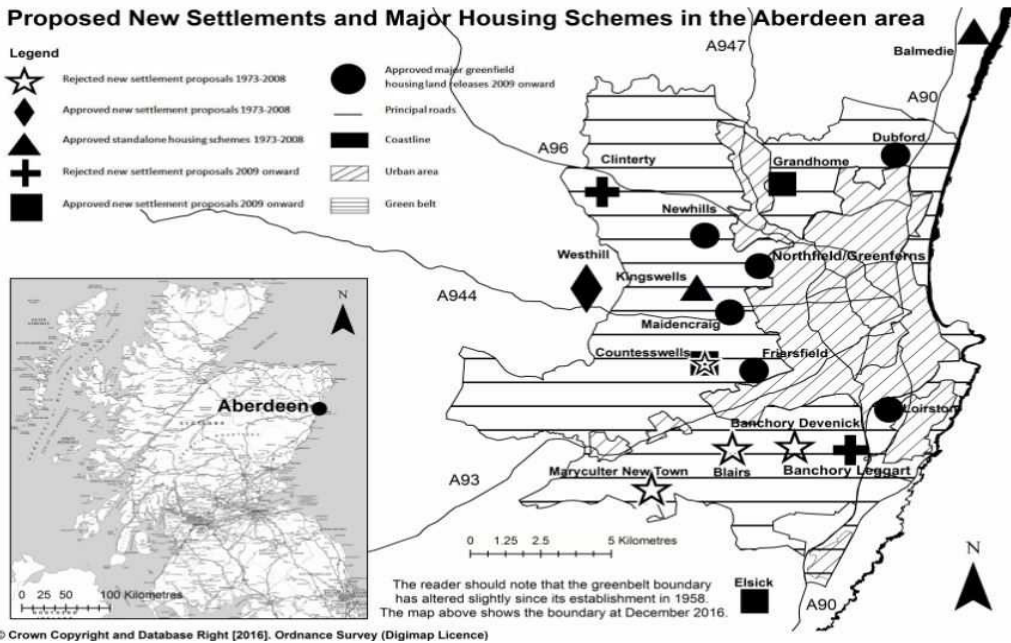 Proposed New Settlements and Major Housing Schemes in the Aberdeen area
Legend
Rejected new settlement proposals 1973-2008
Approved new settlement proposals 1973-2008
Approved standalone housing schemes 1973-2008
Rejected new settlement proposals 2009 onward
Approved new settlement proposals 2009 onward
Approved major greenfield
housing land releases 2009 onward
Principal roads
Coastline
Urban area
Green belt
A947
Balmedie
A90
A96
Dubford
Clinterty
Grandhome
Newhills
Westhill
Northfield/Greenferns
Kingswells
A944
Maidencraig
Countesswells
Friarsfield
Loirston
Banchory Devenick
Maryculter New Town
Blairs
Banchory Leggart
A93
N
Aberdeen
0 25 50 100 Kilometres
0 1.25 2.5 5 Kilometres
N
The reader should note that the greenbelt boundary
has altered slightly since its establishment in 1958.
The map above shows the boundary at December 2016.
Elsick
A90
© Crown Copyright and Database Right [2016]. Ordnance Survey (Digimap Licence)